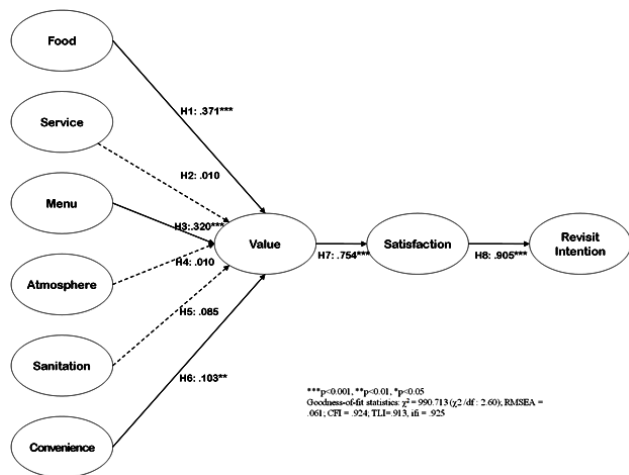 Food
H1: .371***
Service
H2: .010
Menu
H3:.320***
Value
Satisfaction
Revisit
Intention
H7: .754***
H8: .905***
H4: .010
Atmosphere
H5: .085
Sanitation
H6: .103**
Convenience
***p<0.001, **p<0.01, *p<0.05
Goodness-of-fit statistics: χ² = 990.713 (χ2 /df : 2.60); RMSEA =
.061; CFI = .924; TLI=.913, ifi = .925